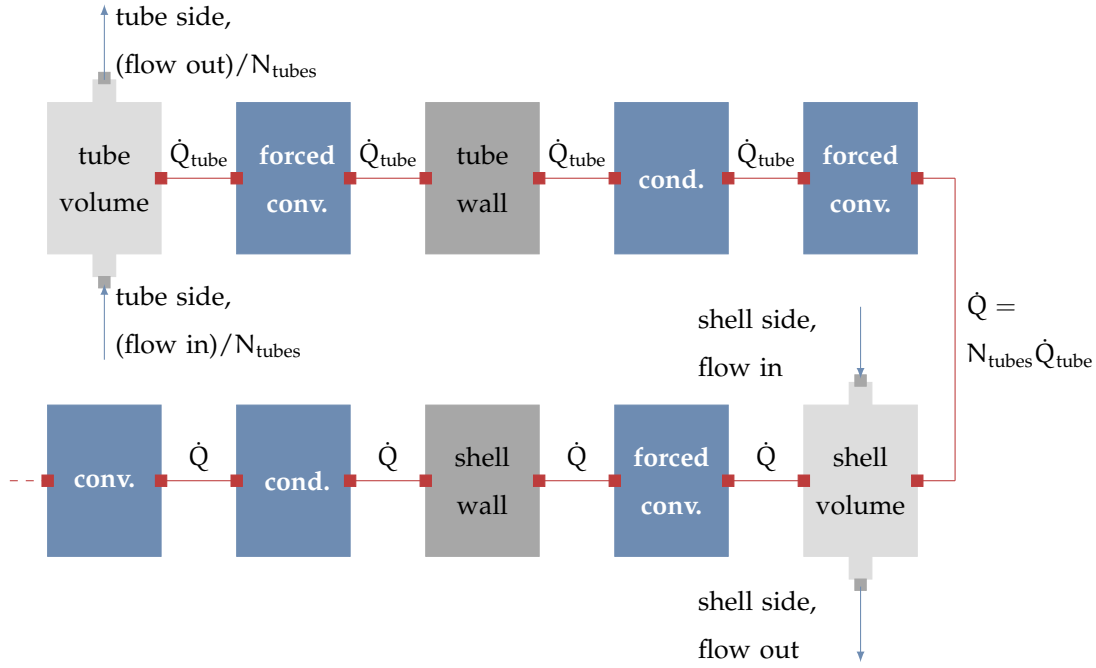 tube side,
(flow out)/N_tubes
tube
volume
Q̇_tube
forced
conv.
Q̇_tube
tube
wall
Q̇_tube
cond.
Q̇_tube
forced
conv.
tube side,
(flow in)/N_tubes
shell side,
flow in
Q̇ =
N_tubes Q̇_tube
conv.
Q̇
cond.
Q̇
shell
wall
Q̇
forced
conv.
Q̇
shell
volume
shell side,
flow out